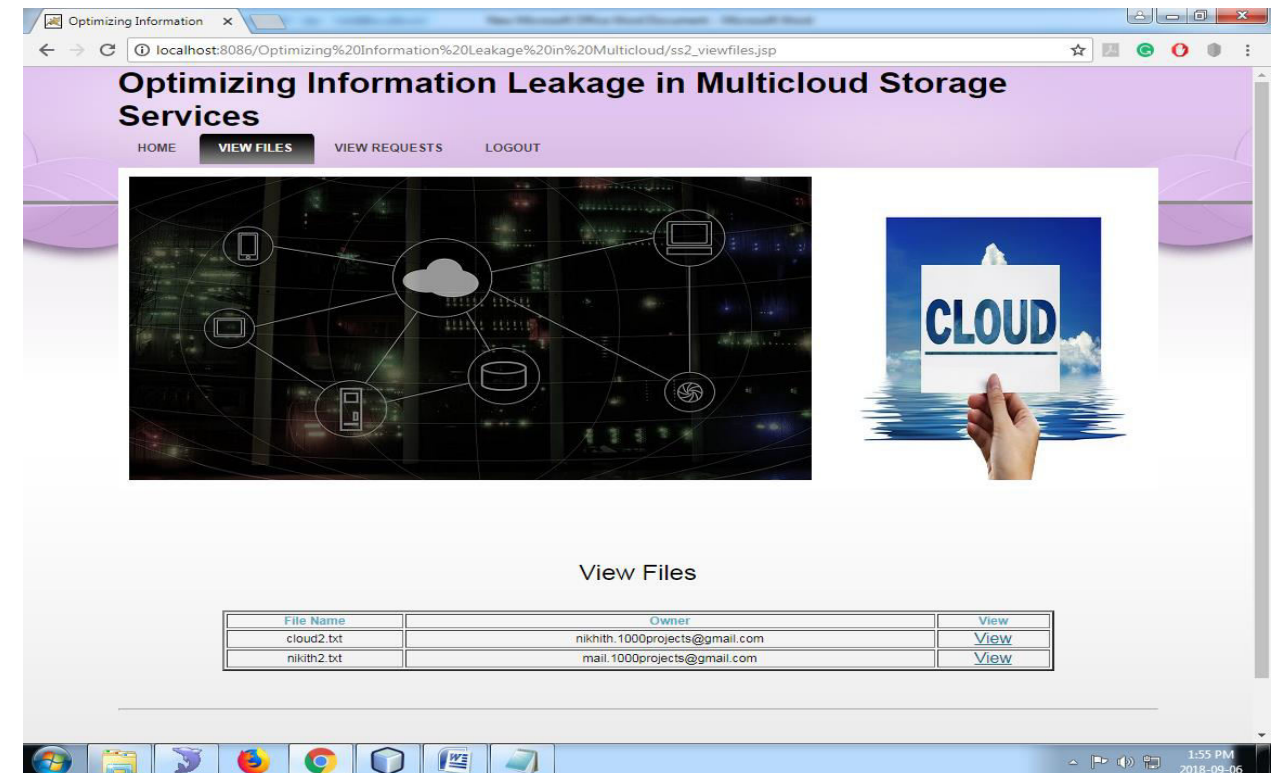 Optimizing Information
localhost:8086/Optimizing%20Information%20Leakage%20in%20Multicloud/ss2_viewfiles.jsp
Optimizing Information Leakage in Multicloud Storage
Services
HOME VIEW FILES VIEW REQUESTS LOGOUT
CLOUD
View Files
File Name Owner View
cloud2.txt nikhith.1000projects@gmail.com View
nikith2.txt mail.1000projects@gmail.com View
1:55 PM
2018-09-06